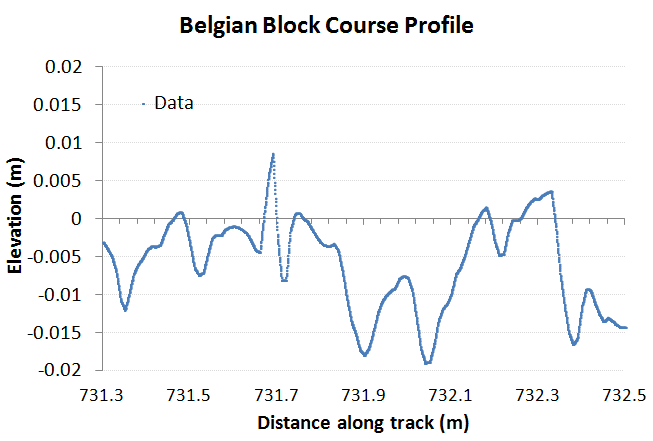 Belgian Block Course Profile
0.02
0.015
Data
0.01
0.005
0
-0.005
-0.01
-0.015
-0.02
Elevation (m)
731.3 731.5 731.7 731.9 732.1 732.3 732.5
Distance along track (m)